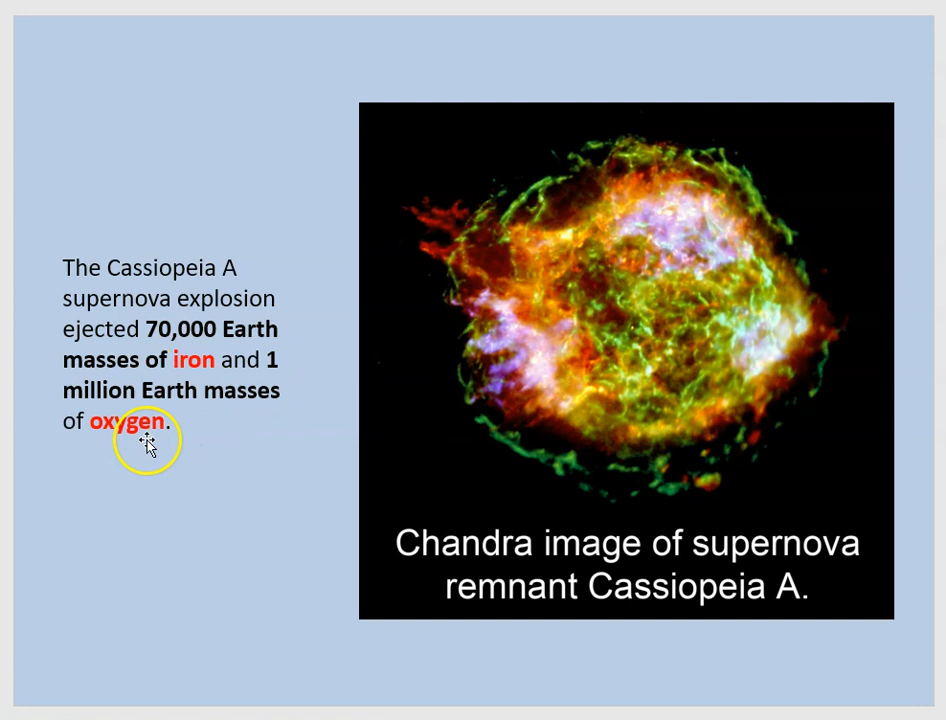 The Cassiopeia A
supernova explosion
ejected 70,000 Earth
masses of iron and 1
million Earth masses
of oxygen.
Chandra image of supernova
remnant Cassiopeia A.